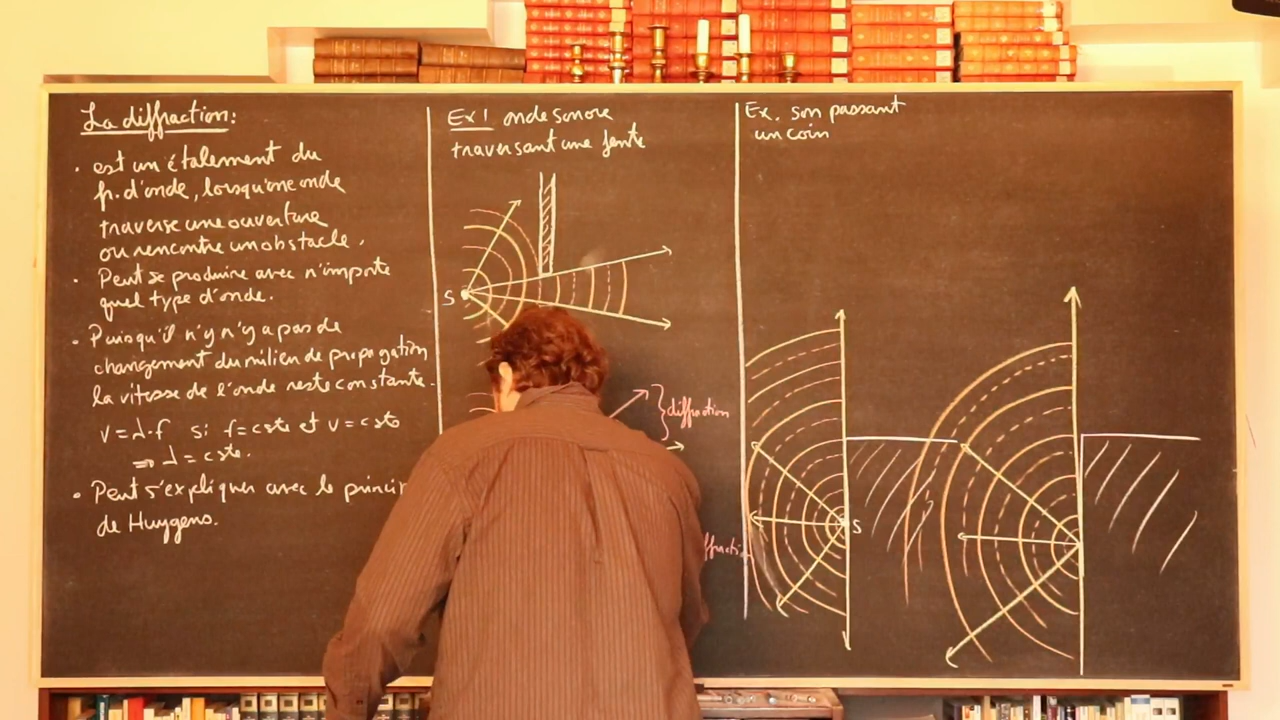 La diffraction:
• est un étalement du
fr. d'onde, lorsqu'une onde
traverse une ouverture
ou rencontre un obstacle.
• Peut se produire avec n'importe
quel type d'onde.
• Puisqu'il n'y n'y a pas de
changement du milien de propagation
la vitesse de l'onde reste constante.
v = λ·f si f = cste et v = cste
⇒ λ = cste.
• Peut s'expliquer avec le princip
de Huygens.
Ex 1 onde sonore
traversant une fente
S
}diffraction
ffraction
Ex. son passant
un coin
S